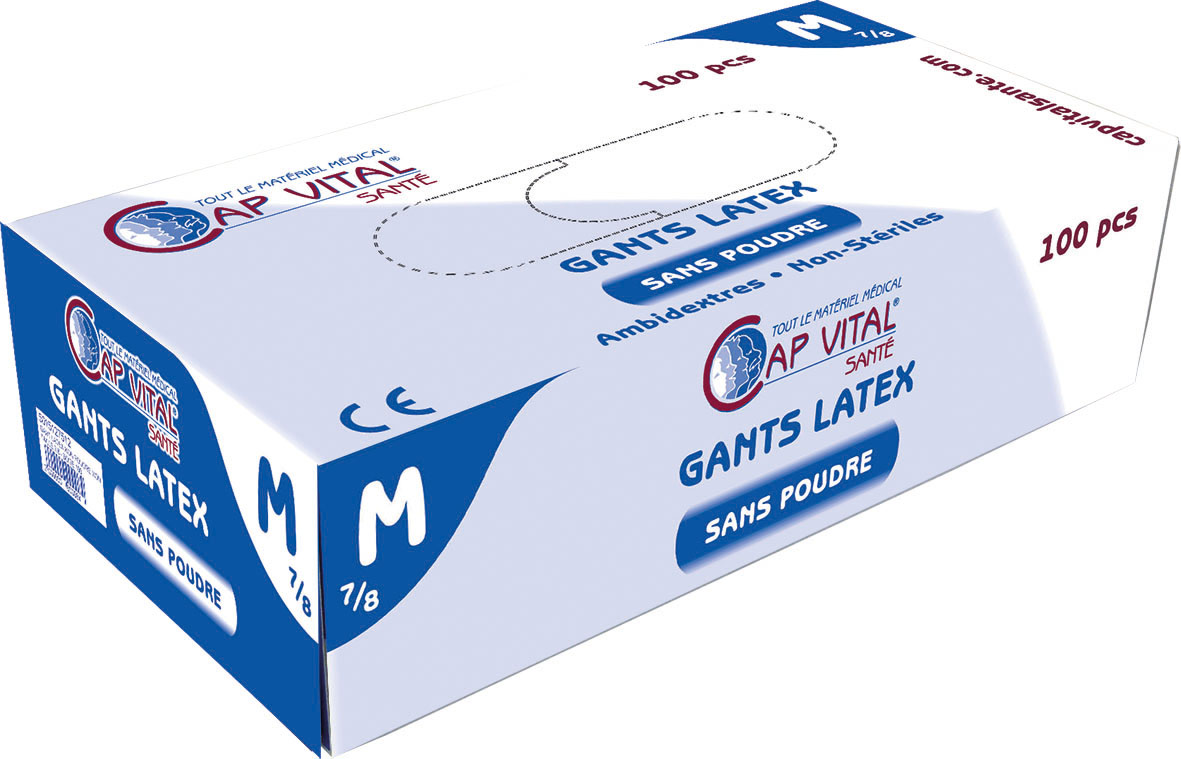 M
7/8
100 pcs
capvitalsante.com
TOUT LE MATÉRIEL MÉDICAL
CAP VITAL®
SANTÉ
GANTS LATEX
SANS POUDRE
Ambidextres • Non-Stériles
CE
100 pcs
TOUT LE MATÉRIEL MÉDICAL
CAP VITAL®
SANTÉ
GANTS LATEX
SANS POUDRE
M
7/8
TOUT LE MATÉRIEL MÉDICAL
CAP VITAL®
SANTÉ
GANTS LATEX
SANS POUDRE
M
7/8